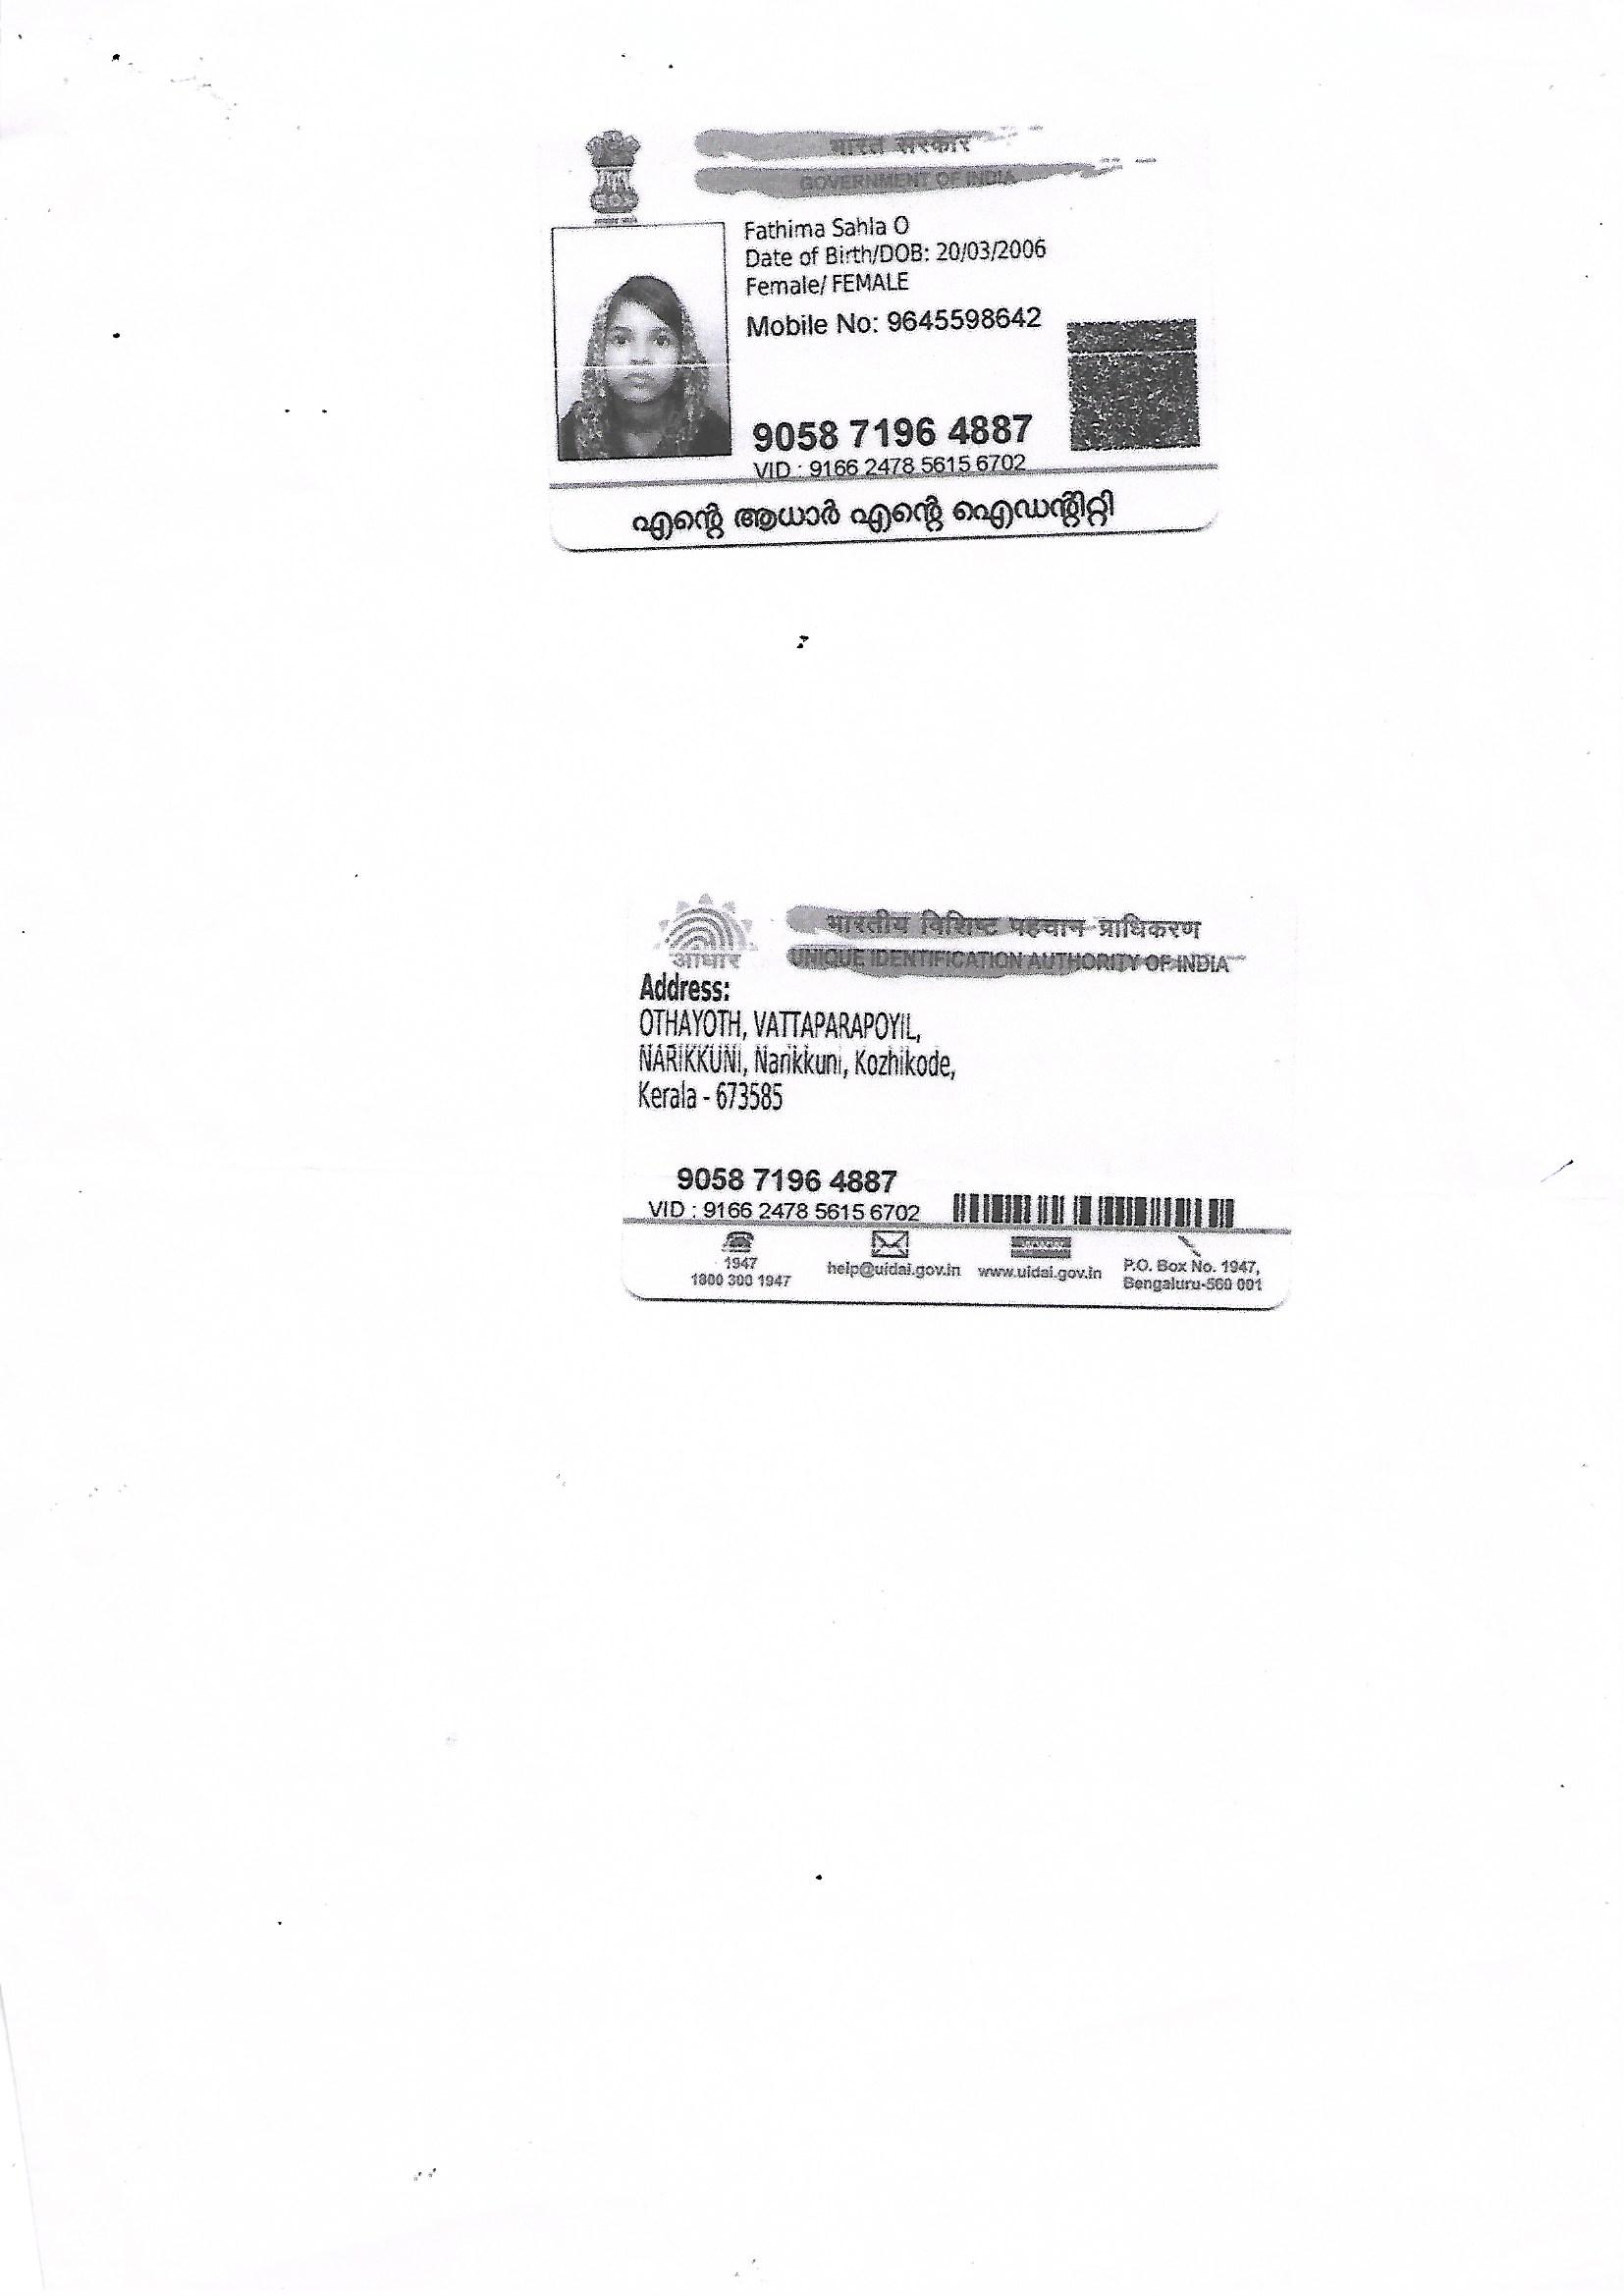 भारत सरकार
GOVERNMENT OF INDIA
Fathima Sahla O
Date of Birth/DOB: 20/03/2006
Female/ FEMALE
Mobile No: 9645598642
9058 7196 4887
VID : 9166 2478 5615 6702
എന്റെ ആധാർ എന്റെ ഐഡന്റിറ്റി
भारतीय विशिष्ट पहचान प्राधिकरण
UNIQUE IDENTIFICATION AUTHORITY OF INDIA
आधार
Address:
OTHAYOTH, VATTAPARAPOYIL,
NARIKKUNI, Narikkuni, Kozhikode,
Kerala - 673585
9058 7196 4887
VID : 9166 2478 5615 6702
1947
1800 300 1947
help@uidai.gov.in
www.uidai.gov.in
P.O. Box No. 1947,
Bengaluru-560 001